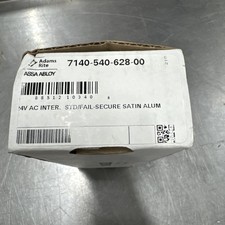 Adams
Rite
7140-540-628-00
ASSA ABLOY
24V AC INTER. STD/FAIL-SECURE SATIN ALUM